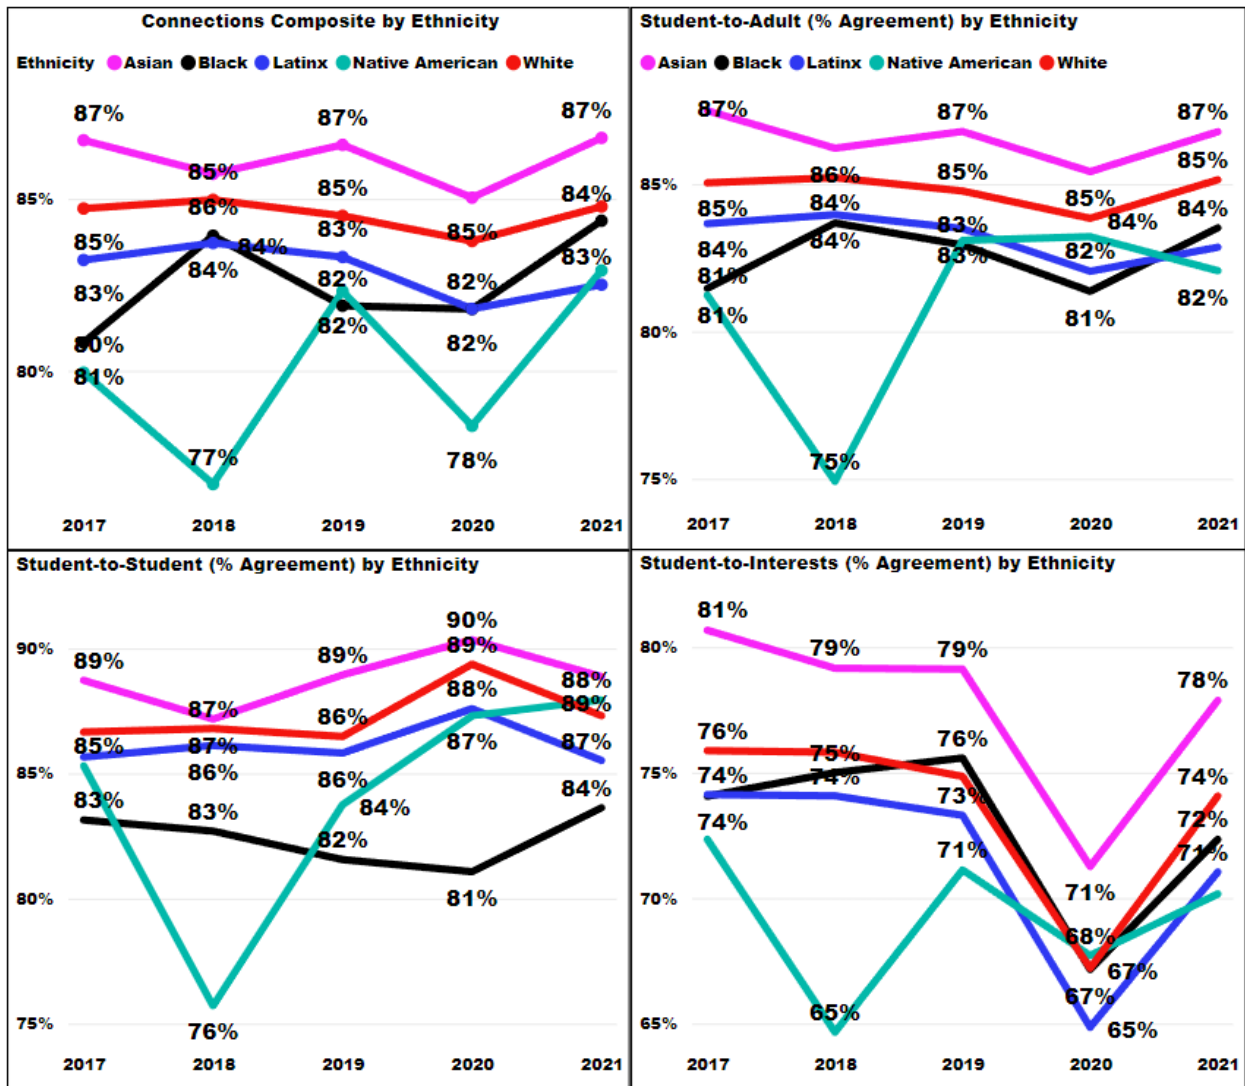 Connections Composite by Ethnicity
Ethnicity Asian Black Latinx Native American White
87% 87% 87%
85% 85% 84%
85% 86% 83% 85%
85% 84% 84% 83%
83% 82% 82%
80% 82% 82%
80% 81%
77% 78%
2017 2018 2019 2020 2021
Student-to-Adult (% Agreement) by Ethnicity
Asian Black Latinx Native American White
87% 87% 87%
85% 86% 85% 85%
85% 84% 83% 85% 84% 84%
84% 84% 83% 82%
81% 82%
80% 81% 81%
75% 75%
2017 2018 2019 2020 2021
Student-to-Student (% Agreement) by Ethnicity
90%
90% 89% 89% 89%
87% 86% 88% 88% 89%
85% 85% 87% 86% 87% 87%
86% 84%
83% 83% 82% 84%
80% 81%
75% 76%
2017 2018 2019 2020 2021
Student-to-Interests (% Agreement) by Ethnicity
81%
80% 79% 79%
78%
76% 76%
75% 74% 75% 74% 74%
74% 73% 72%
71% 71% 71%
70% 68%
67% 67%
65% 65% 65%
2017 2018 2019 2020 2021